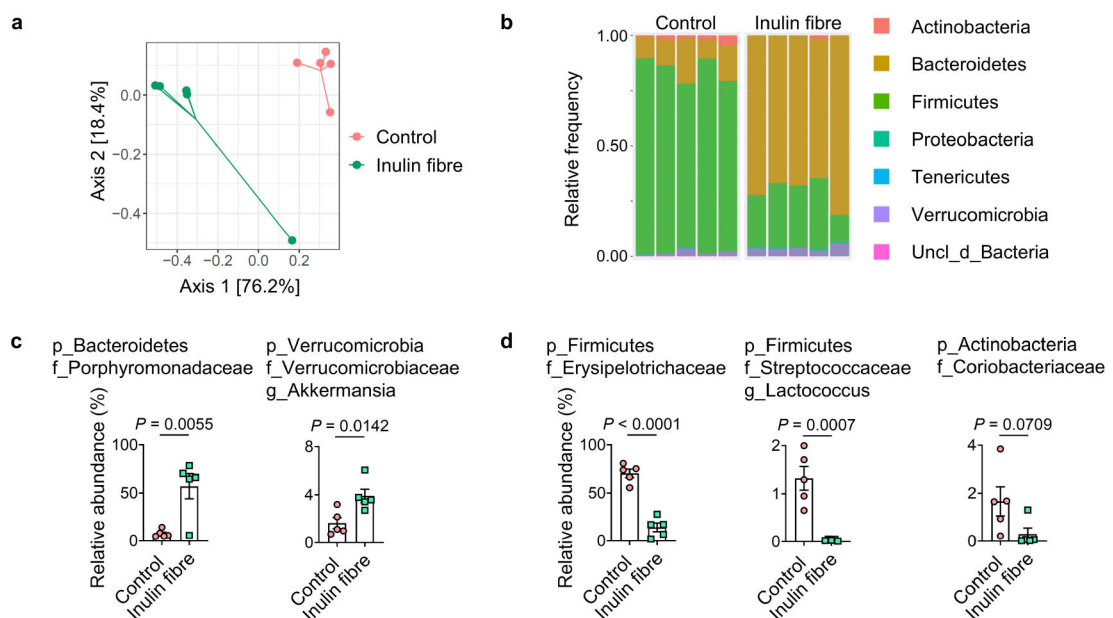 a
Axis 2 [18.4%]
0.0
−0.2
−0.4
−0.4
−0.2
0.0
0.2
Axis 1 [76.2%]
Control
Inulin fibre
b
Control
Inulin fibre
Relative frequency
1.00
0.50
0.00
Actinobacteria
Bacteroidetes
Firmicutes
Proteobacteria
Tenericutes
Verrucomicrobia
Uncl_d_Bacteria
c
p_Bacteroidetes
f_Porphyromonadaceae
Relative abundance (%)
P = 0.0055
100
50
0
Control
Inulin fibre
p_Verrucomicrobia
f_Verrucomicrobiaceae
g_Akkermansia
P = 0.0142
8
4
0
Control
Inulin fibre
d
p_Firmicutes
f_Erysipelotrichaceae
Relative abundance (%)
P < 0.0001
100
50
0
Control
Inulin fibre
p_Firmicutes
f_Streptococcaceae
g_Lactococcus
P = 0.0007
2
1
0
Control
Inulin fibre
p_Actinobacteria
f_Coriobacteriaceae
P = 0.0709
4
2
0
Control
Inulin fibre